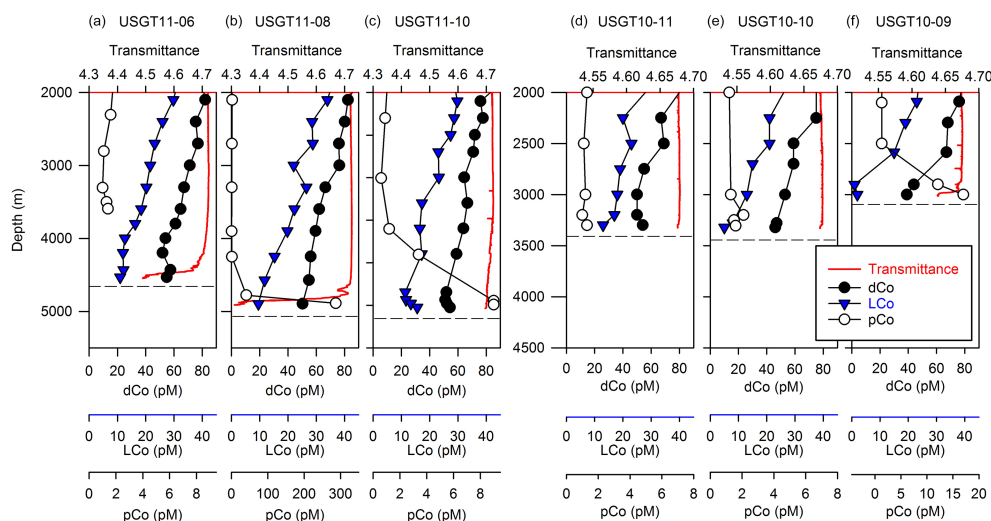 (a) USGT11-06 (b) USGT11-08 (c) USGT11-10 (d) USGT10-11 (e) USGT10-10 (f) USGT10-09
Transmittance Transmittance Transmittance Transmittance Transmittance Transmittance
4.3 4.4 4.5 4.6 4.7 4.3 4.4 4.5 4.6 4.7 4.3 4.4 4.5 4.6 4.7 4.55 4.60 4.65 4.70 4.55 4.60 4.65 4.70 4.55 4.60 4.65 4.70
2000 2000
2500
3000 3000
Depth (m)
3500
4000 4000
5000 4500
Transmittance
dCo
LCo
pCo
0 20 40 60 80 0 20 40 60 80 0 20 40 60 80 0 20 40 60 80 0 20 40 60 80 0 20 40 60 80
dCo (pM) dCo (pM) dCo (pM) dCo (pM) dCo (pM) dCo (pM)
0 10 20 30 40 0 10 20 30 40 0 10 20 30 40 0 10 20 30 40 0 10 20 30 40 0 10 20 30 40
LCo (pM) LCo (pM) LCo (pM) LCo (pM) LCo (pM) LCo (pM)
0 2 4 6 8 0 100 200 300 0 2 4 6 8 0 2 4 6 8 0 2 4 6 8 0 5 10 15 20
pCo (pM) pCo (pM) pCo (pM) pCo (pM) pCo (pM) pCo (pM)